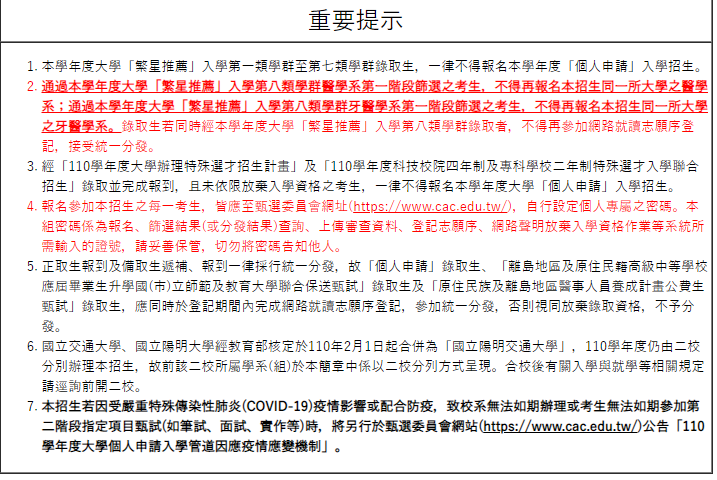 重要提示
1. 本學年度大學「繁星推薦」入學第一類學群至第七類學群錄取生，一律不得報名本學年度「個人申請」入學招生。
2. 通過本學年度大學「繁星推薦」入學第八類學群醫學系第一階段篩選之考生，不得再報名本招生同一所大學之醫學
系；通過本學年度大學「繁星推薦」入學第八類學群牙醫學系第一階段篩選之考生，不得再報名本招生同一所大學
之牙醫學系。錄取生若同時經本學年度大學「繁星推薦」入學第八類學群錄取者，不得再參加網路就讀志願序登
記，接受統一分發。
3. 經「110學年度大學辦理特殊選才招生計畫」及「110學年度科技校院四年制及專科學校二年制特殊選才入學聯合
招生」錄取並完成報到，且未依限放棄入學資格之考生，一律不得報名本學年度大學「個人申請」入學招生。
4. 報名參加本招生之每一考生，皆應至甄選委員會網址(https://www.cac.edu.tw/)，自行設定個人專屬之密碼。本
組密碼係為報名、篩選結果(或分發結果)查詢、上傳審查資料、登記志願序、網路聲明放棄入學資格作業等系統所
需輸入的證號，請妥善保管，切勿將密碼告知他人。
5. 正取生報到及備取生遞補、報到一律採行統一分發，故「個人申請」錄取生、「離島地區及原住民籍高級中等學校
應屆畢業生升學國(市)立師範及教育大學聯合保送甄試」錄取生及「原住民族及離島地區醫事人員養成計畫公費生
甄試」錄取生，應同時於登記期間內完成網路就讀志願序登記，參加統一分發，否則視同放棄錄取資格，不予分
發。
6. 國立交通大學、國立陽明大學經教育部核定於110年2月1日起合併為「國立陽明交通大學」，110學年度仍由二校
分別辦理本招生，故前該二校所屬學系(組)於本簡章中係以二校分列方式呈現。合校後有關入學與就學等相關規定
請逕詢前開二校。
7. 本招生若因受嚴重特殊傳染性肺炎(COVID-19)疫情影響或配合防疫，致校系無法如期辦理或考生無法如期參加第
二階段指定項目甄試(如筆試、面試、實作等)時，將另行於甄選委員會網站(https://www.cac.edu.tw/)公告「110
學年度大學個人申請入學管道因應疫情應變機制」。